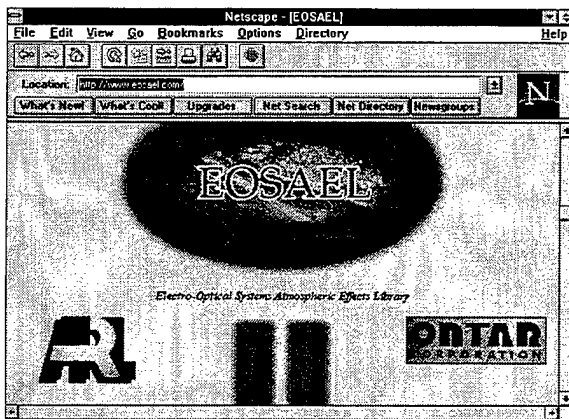 Netscape - [EOSAEL]
File Edit View Go Bookmarks Options Directory Help
Location: http://www.eosael.com/
What's New! What's Cool! Upgrades Net Search Net Directory Newsgroups
N
EOSAEL
Electro-Optical Systems Atmospheric Effects Library
ARL
ONTAR
CORPORATION